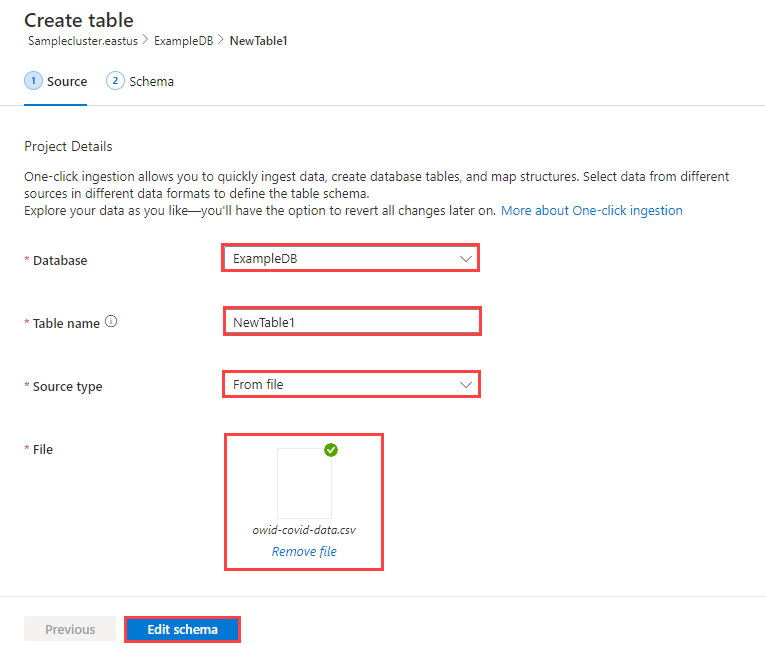 Create table
Samplecluster.eastus > ExampleDB > NewTable1
1 Source 2 Schema
Project Details
One-click ingestion allows you to quickly ingest data, create database tables, and map structures. Select data from different
sources in different data formats to define the table schema.
Explore your data as you like—you'll have the option to revert all changes later on. More about One-click ingestion
* Database ExampleDB
* Table name NewTable1
* Source type From file
* File
owid-covid-data.csv
Remove file
Previous Edit schema